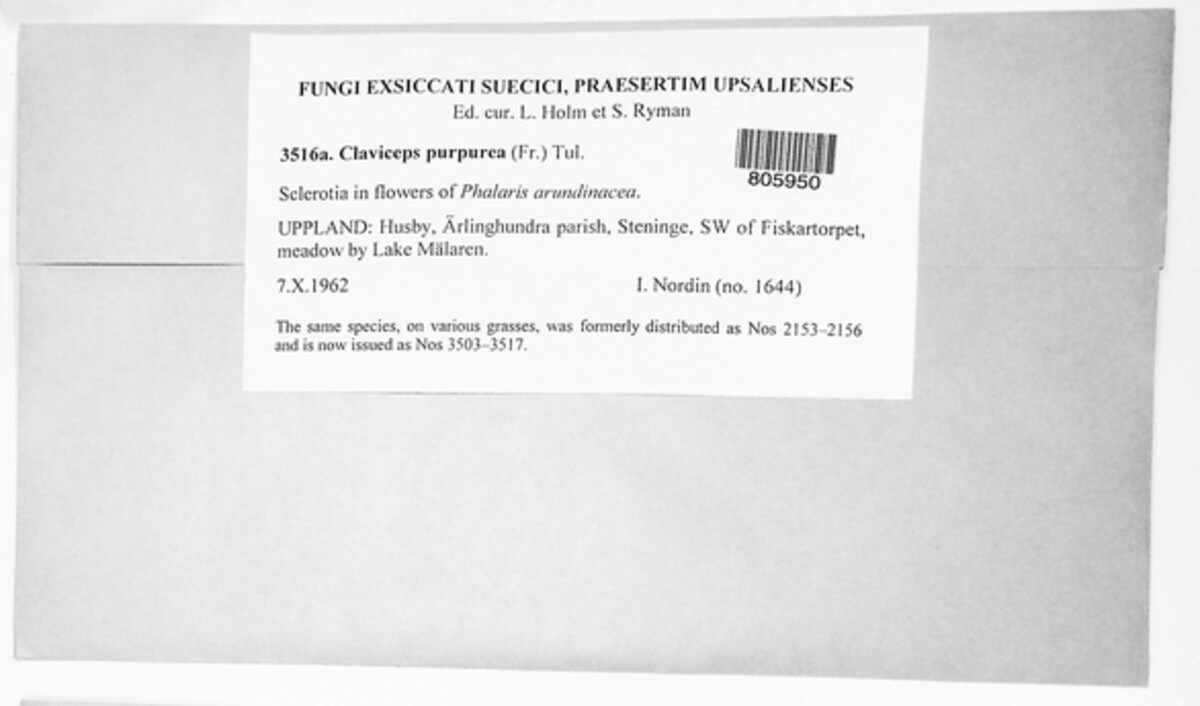 FUNGI EXSICCATI SUECICI, PRAESERTIM UPSALIENSES
Ed. cur. L. Holm et S. Ryman
3516a. Claviceps purpurea (Fr.) Tul.
805950
Sclerotia in flowers of Phalaris arundinacea.
UPPLAND: Husby, Ärlinghundra parish, Steninge, SW of Fiskartorpet,
meadow by Lake Mälaren.
7.X.1962 I. Nordin (no. 1644)
The same species, on various grasses, was formerly distributed as Nos 2153–2156
and is now issued as Nos 3503–3517.